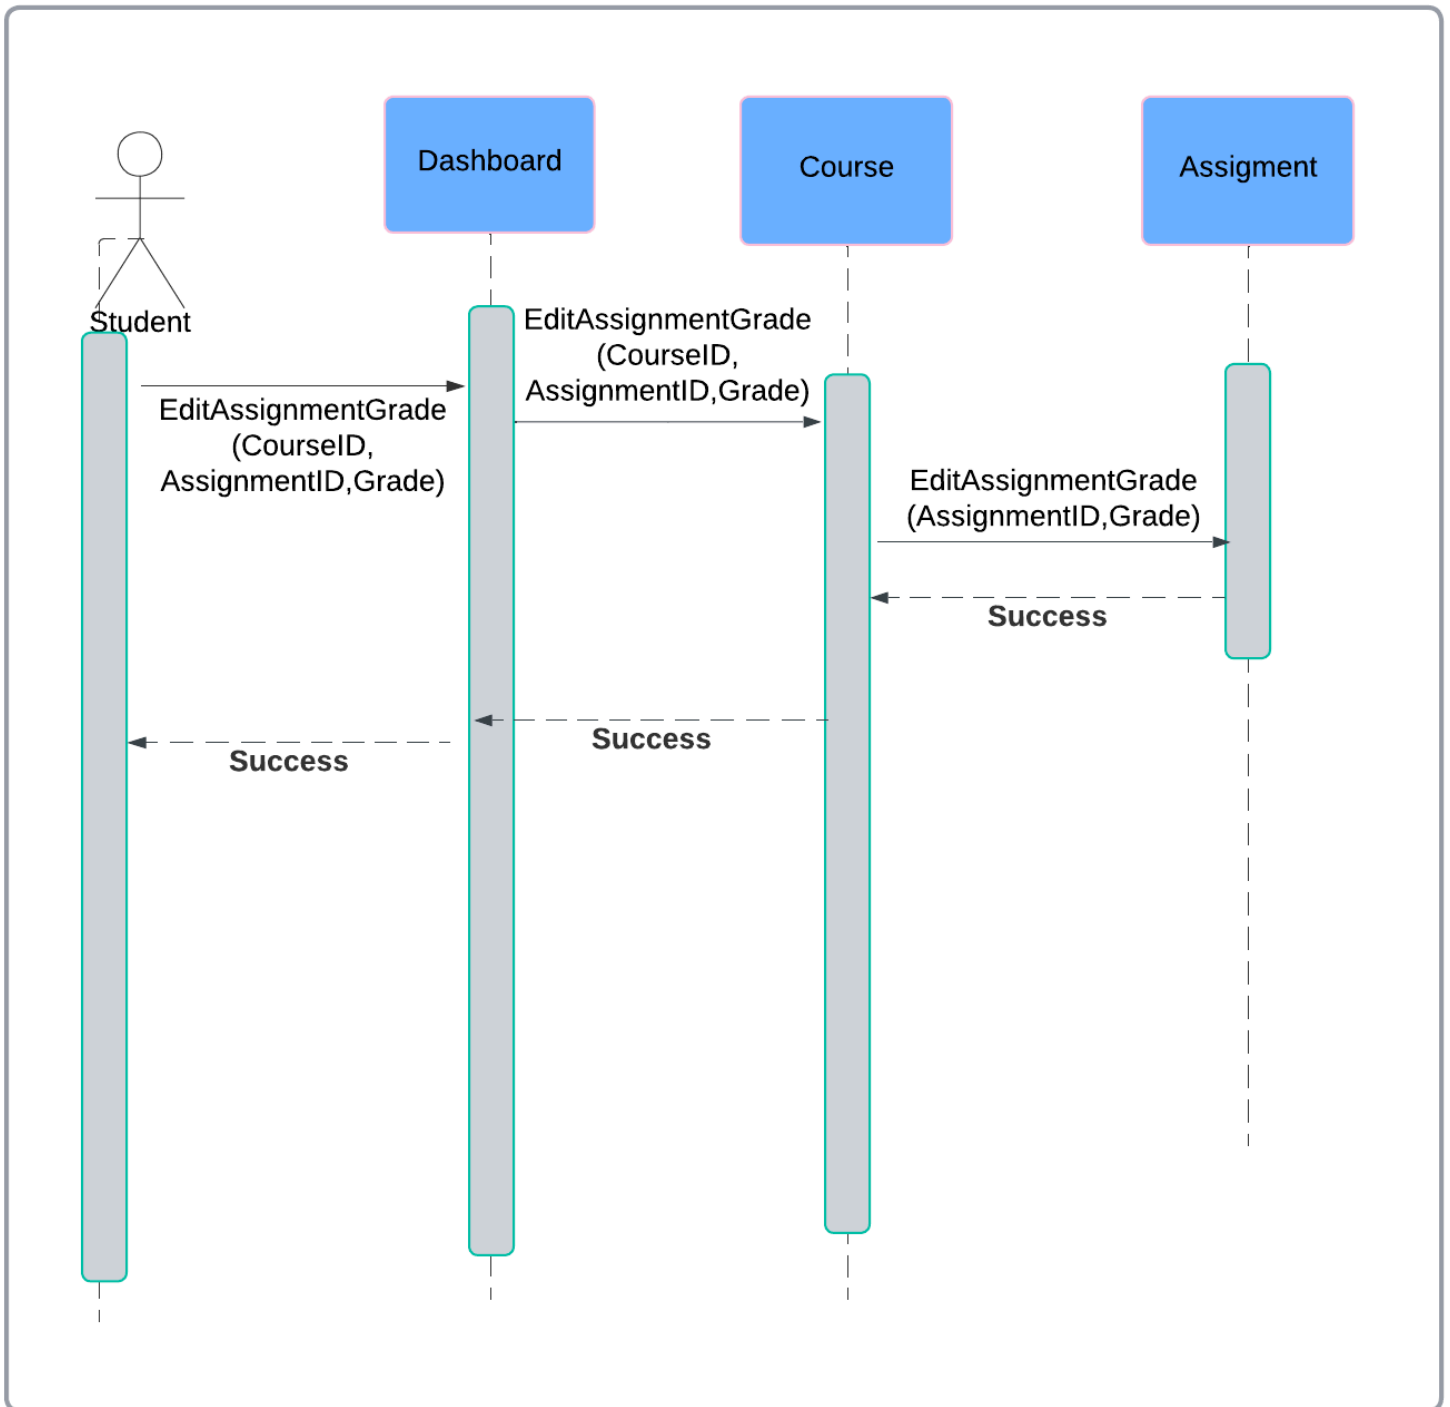 Dashboard
Course
Assigment
Student
EditAssignmentGrade
(CourseID,
AssignmentID,Grade)
EditAssignmentGrade
(CourseID,
AssignmentID,Grade)
EditAssignmentGrade
(AssignmentID,Grade)
Success
Success
Success